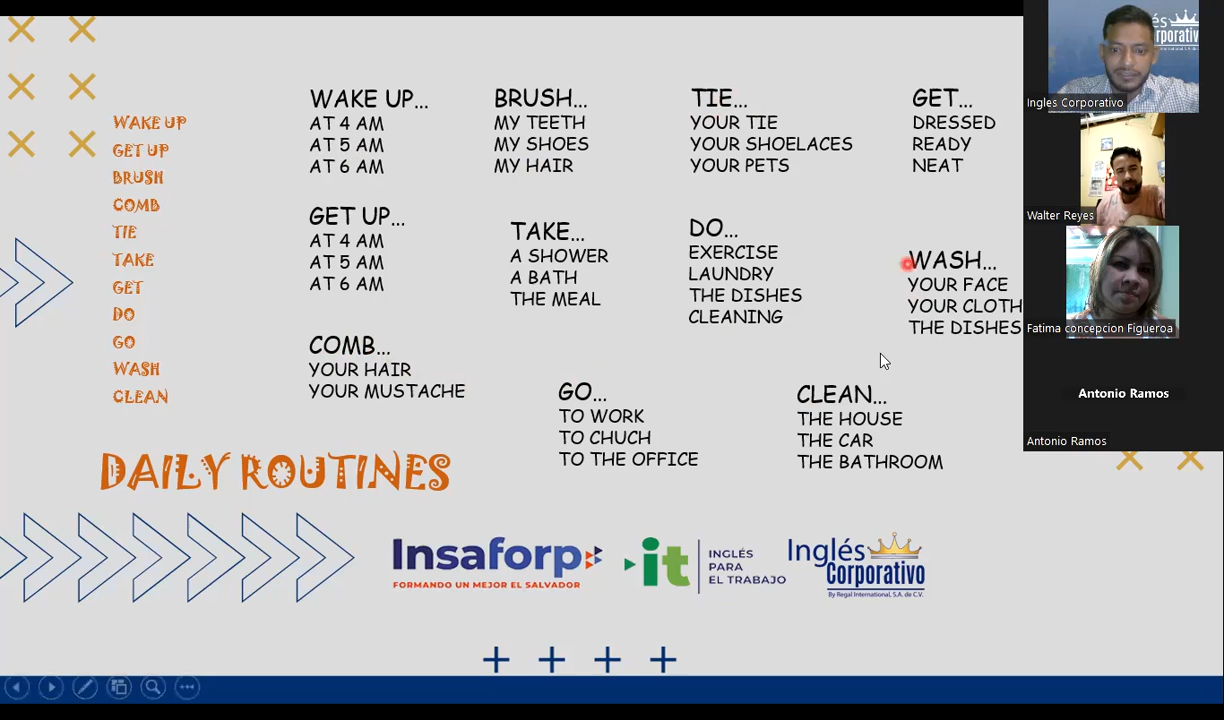 WAKE UP
GET UP
BRUSH
COMB
TIE
TAKE
GET
DO
GO
WASH
CLEAN
WAKE UP...
AT 4 AM
AT 5 AM
AT 6 AM
BRUSH...
MY TEETH
MY SHOES
MY HAIR
TIE...
YOUR TIE
YOUR SHOELACES
YOUR PETS
GET...
DRESSED
READY
NEAT
GET UP...
AT 4 AM
AT 5 AM
AT 6 AM
TAKE...
A SHOWER
A BATH
THE MEAL
DO...
EXERCISE
LAUNDRY
THE DISHES
CLEANING
WASH...
YOUR FACE
YOUR CLOTH
THE DISHES
COMB...
YOUR HAIR
YOUR MUSTACHE
GO...
TO WORK
TO CHUCH
TO THE OFFICE
CLEAN...
THE HOUSE
THE CAR
THE BATHROOM
DAILY ROUTINES
Insaforp
FORMANDO UN MEJOR EL SALVADOR
it
INGLÉS
PARA
EL TRABAJO
Inglés
Corporativo
By Regal International, S.A. de C.V.
Ingles Corporativo
Walter Reyes
Fatima concepcion Figueroa
Antonio Ramos
Antonio Ramos